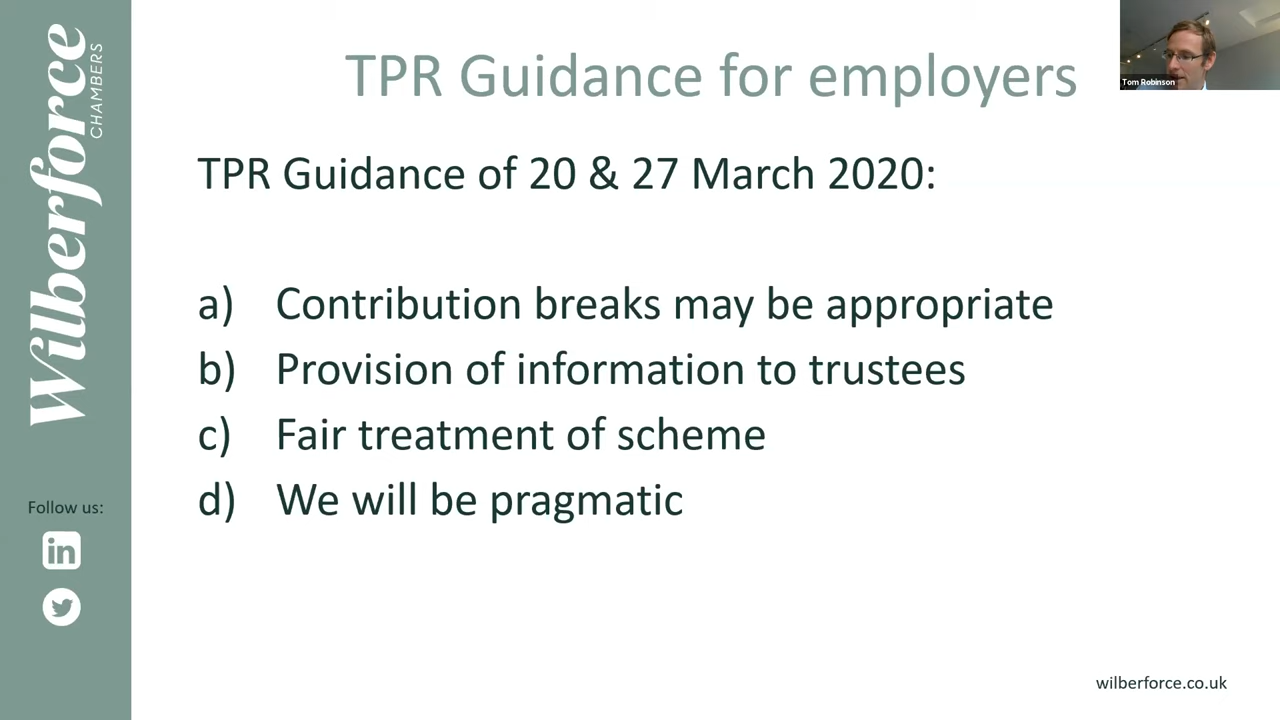 Wilberforce
CHAMBERS
TPR Guidance for employers
Tom Robinson
TPR Guidance of 20 & 27 March 2020:
a) Contribution breaks may be appropriate
b) Provision of information to trustees
c) Fair treatment of scheme
d) We will be pragmatic
Follow us:
in
wilberforce.co.uk